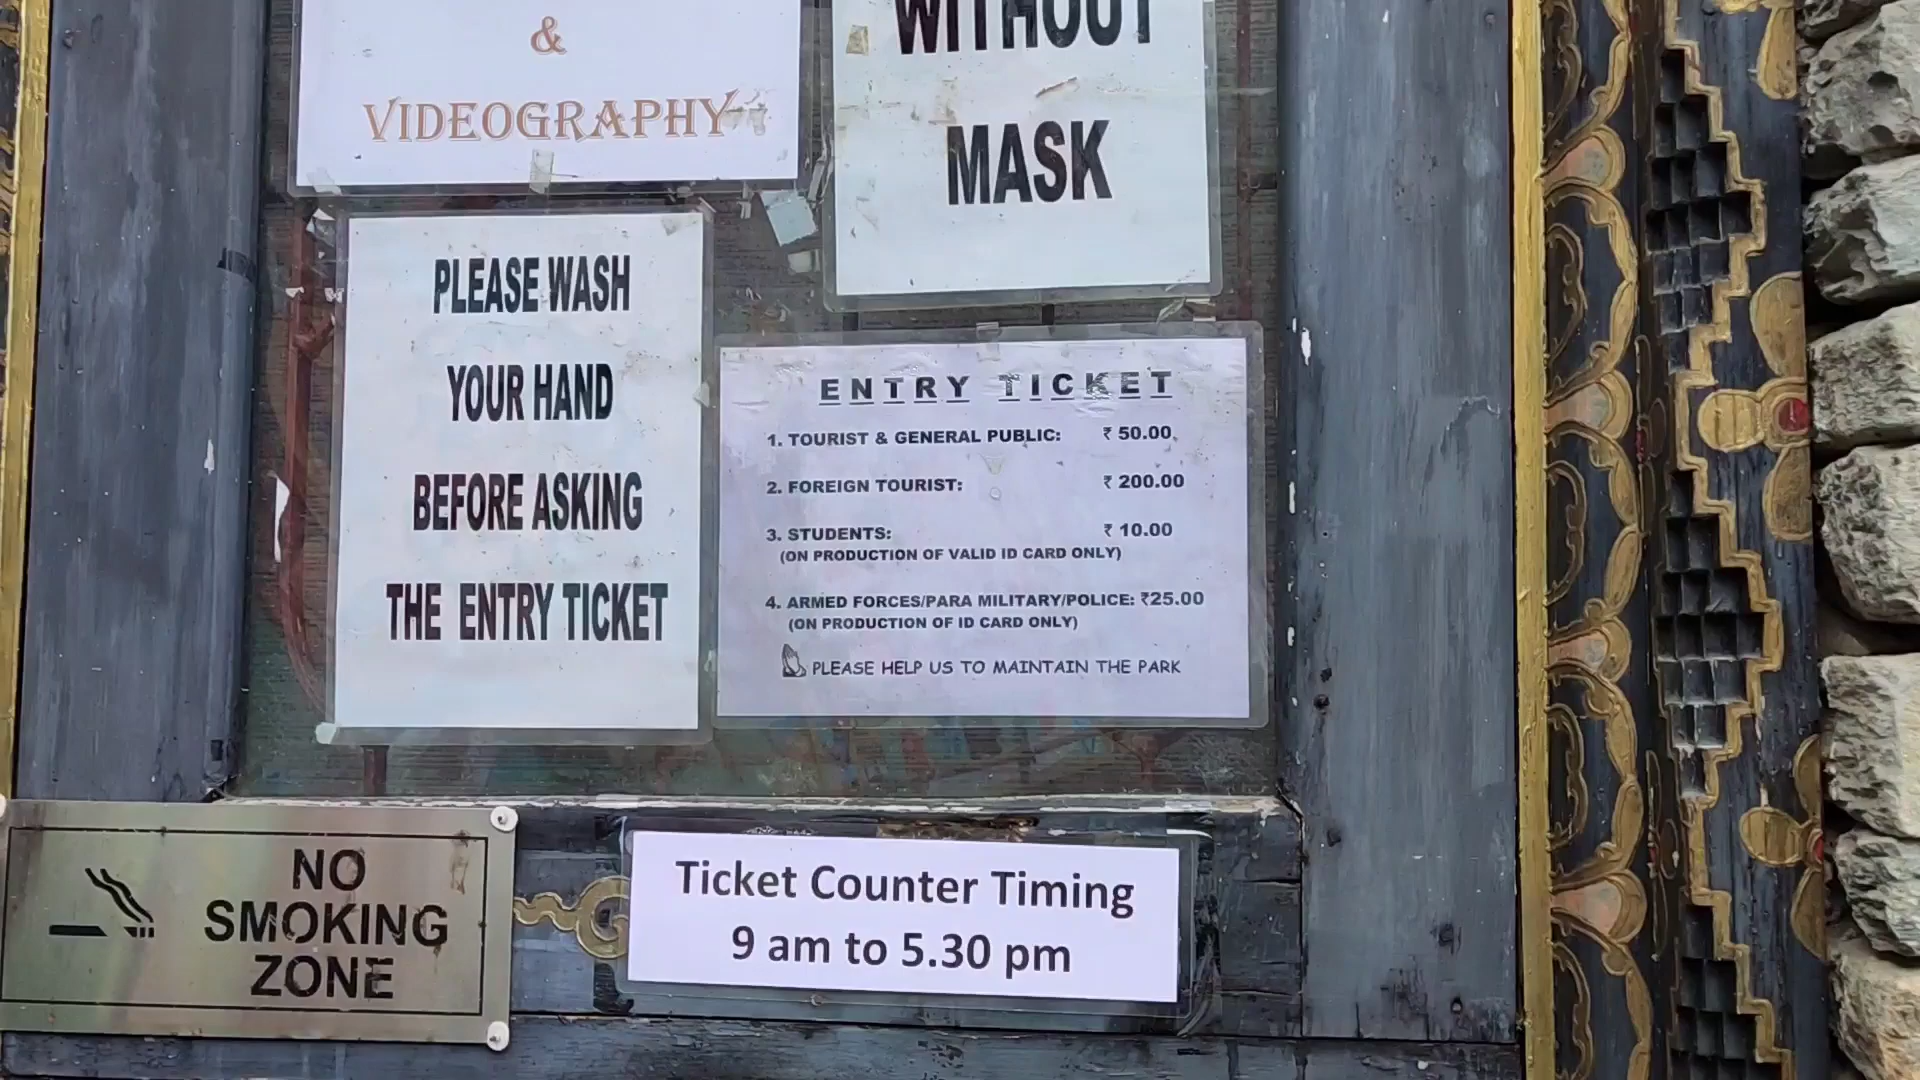 &
VIDEOGRAPHY
WITHOUT
MASK
PLEASE WASH
YOUR HAND
BEFORE ASKING
THE ENTRY TICKET
ENTRY TICKET
1. TOURIST & GENERAL PUBLIC: ₹ 50.00
2. FOREIGN TOURIST: ₹ 200.00
3. STUDENTS: ₹ 10.00
(ON PRODUCTION OF VALID ID CARD ONLY)
4. ARMED FORCES/PARA MILITARY/POLICE: ₹25.00
(ON PRODUCTION OF ID CARD ONLY)
PLEASE HELP US TO MAINTAIN THE PARK
NO
SMOKING
ZONE
Ticket Counter Timing
9 am to 5.30 pm